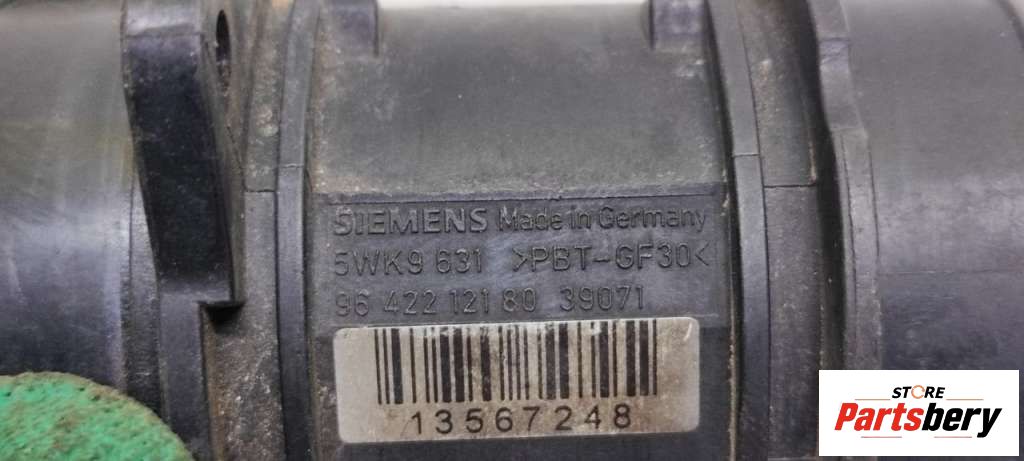 SIEMENS Made in Germany
5WK9 631 >PBT-GF30<
96 422 121 80 39071
13567248
STORE
Partsbery